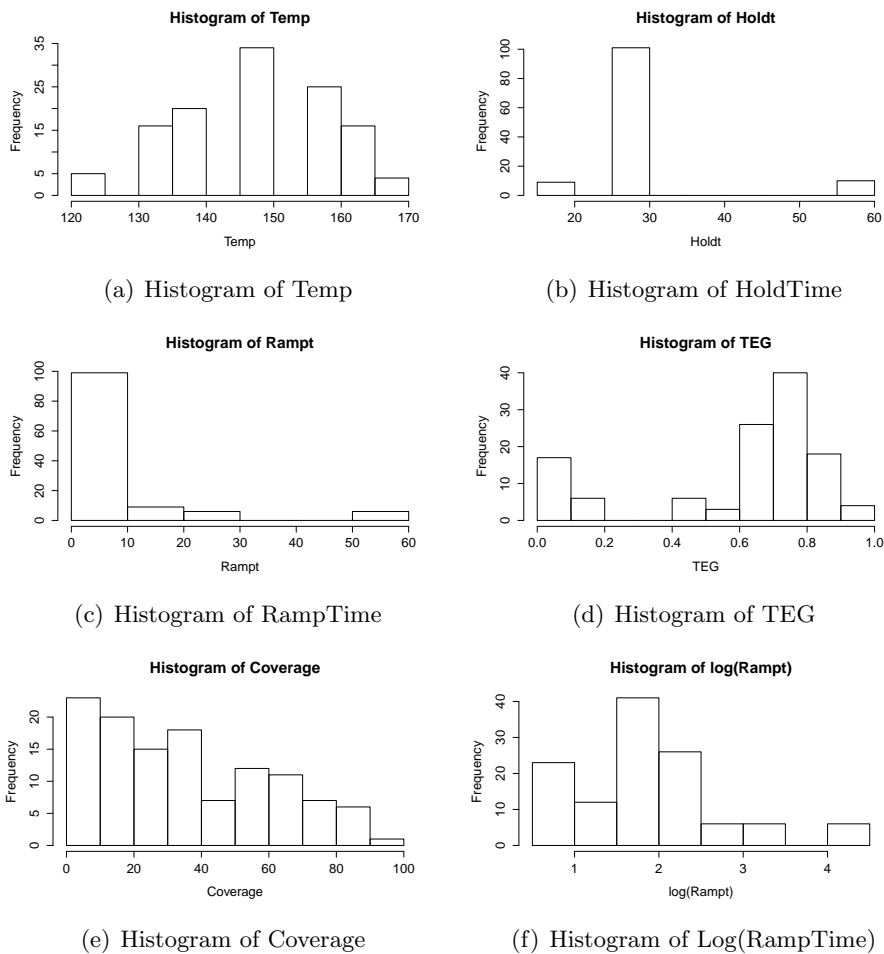 Histogram of Temp
Frequency
5
15
25
35
120
130
140
150
160
170
Temp
(a) Histogram of Temp
Histogram of Holdt
Frequency
0
20
40
60
80
100
20
30
40
50
60
Holdt
(b) Histogram of HoldTime
Histogram of Rampt
Frequency
0
20
40
60
80
100
0
10
20
30
40
50
60
Rampt
(c) Histogram of RampTime
Histogram of TEG
Frequency
0
10
20
30
40
0.0
0.2
0.4
0.6
0.8
1.0
TEG
(d) Histogram of TEG
Histogram of Coverage
Frequency
0
5
10
15
20
0
20
40
60
80
100
Coverage
(e) Histogram of Coverage
Histogram of log(Rampt)
Frequency
0
10
20
30
40
1
2
3
4
log(Rampt)
(f) Histogram of Log(RampTime)